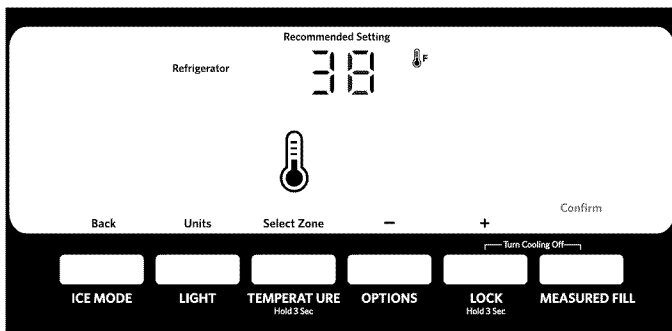 Recommended Setting
Refrigerator 38 F
Back Units Select Zone – + Confirm
Turn Cooling Off
ICE MODE LIGHT TEMPERAT URE OPTIONS LOCK MEASURED FILL
Hold 3 Sec Hold 3 Sec